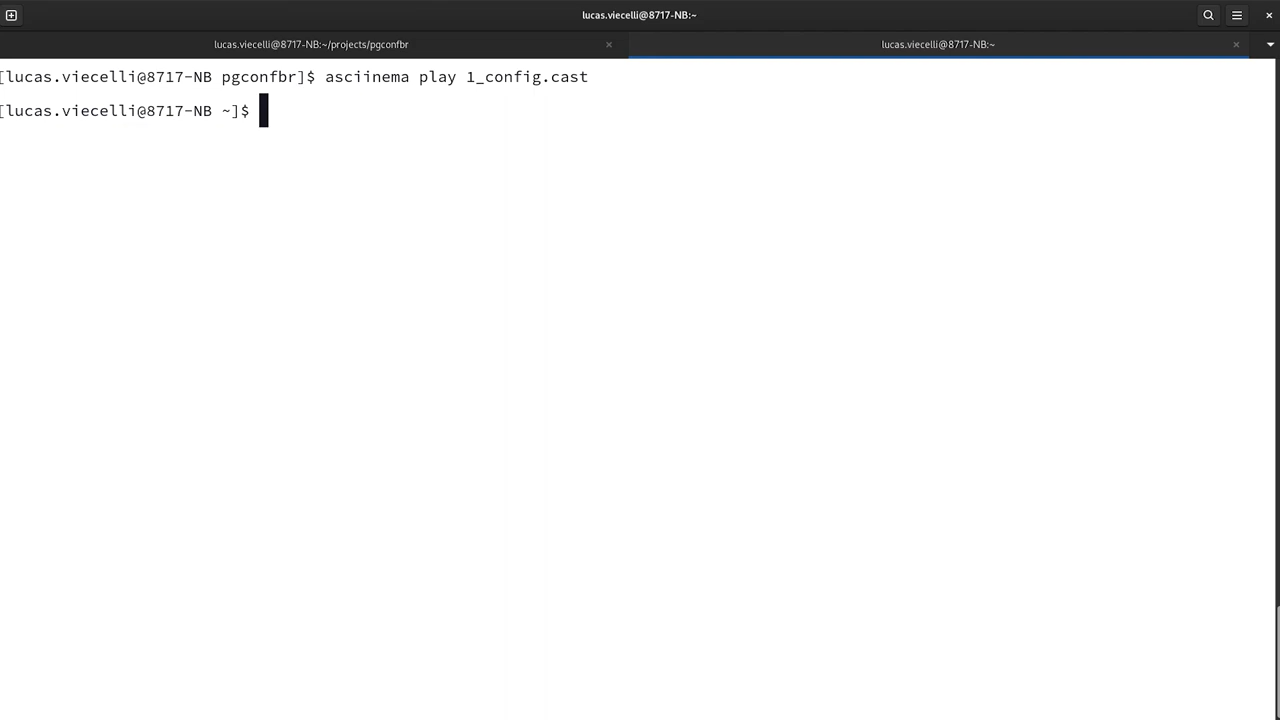 lucas.viecelli@8717-NB:~
lucas.viecelli@8717-NB:~/projects/pgconfbr
lucas.viecelli@8717-NB:~
[lucas.viecelli@8717-NB pgconfbr]$ asciinema play 1_config.cast
[lucas.viecelli@8717-NB ~]$